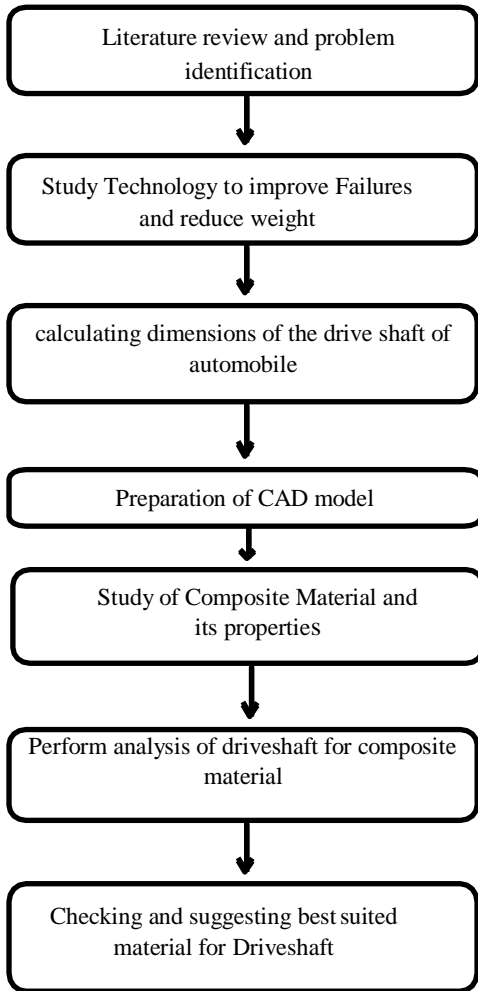 Literature review and problem
identification
Study Technology to improve Failures
and reduce weight
calculating dimensions of the drive shaft of
automobile
Preparation of CAD model
Study of Composite Material and
its properties
Perform analysis of driveshaft for composite
material
Checking and suggesting best suited
material for Driveshaft